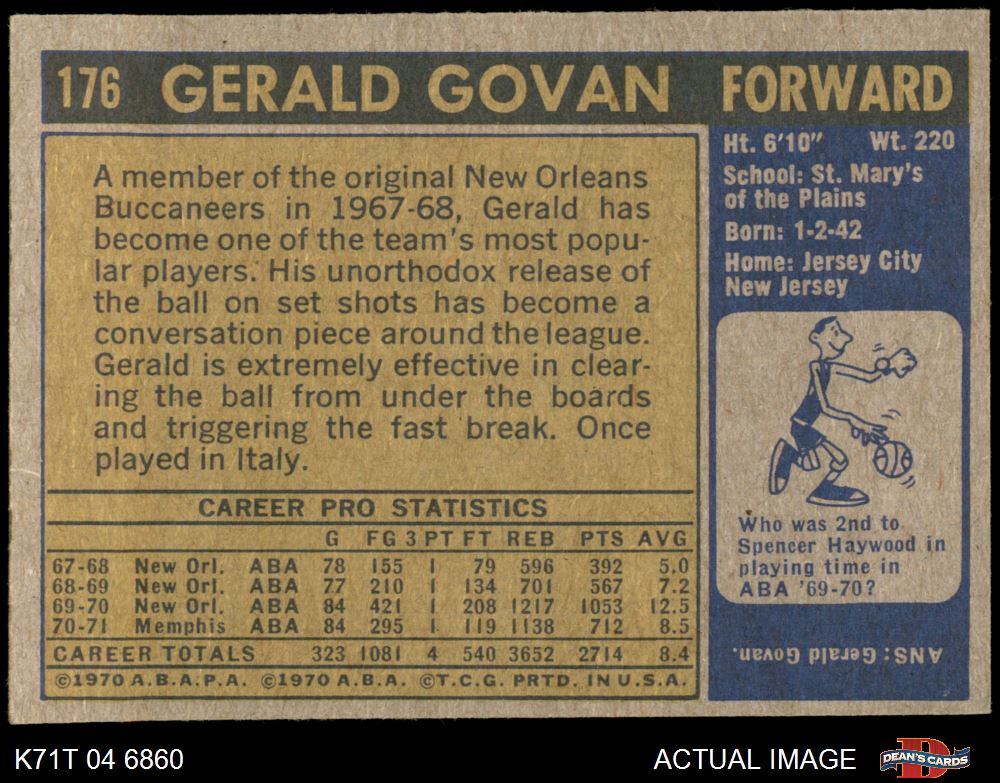 176 GERALD GOVAN FORWARD
A member of the original New Orleans
Buccaneers in 1967-68, Gerald has
become one of the team's most popu-
lar players. His unorthodox release of
the ball on set shots has become a
conversation piece around the league.
Gerald is extremely effective in clear-
ing the ball from under the boards
and triggering the fast break. Once
played in Italy.
CAREER PRO STATISTICS
G FG 3 PT FT REB PTS AVG
67-68 New Orl. ABA 78 155 1 79 596 392 5.0
68-69 New Orl. ABA 77 210 1 134 701 567 7.2
69-70 New Orl. ABA 84 421 1 208 1217 1053 12.5
70-71 Memphis ABA 84 295 1 119 1138 712 8.5
CAREER TOTALS 323 1081 4 540 3652 2714 8.4
©1970 A.B.A.P.A. ©1970 A.B.A. ©T.C.G. PRTD. IN U.S.A.
Ht. 6'10" Wt. 220
School: St. Mary's
of the Plains
Born: 1-2-42
Home: Jersey City
New Jersey
Who was 2nd to
Spencer Haywood in
playing time in
ABA '69-70?
ANS: Gerald Govan.
K71T 04 6860
ACTUAL IMAGE
D
DEAN'S CARDS